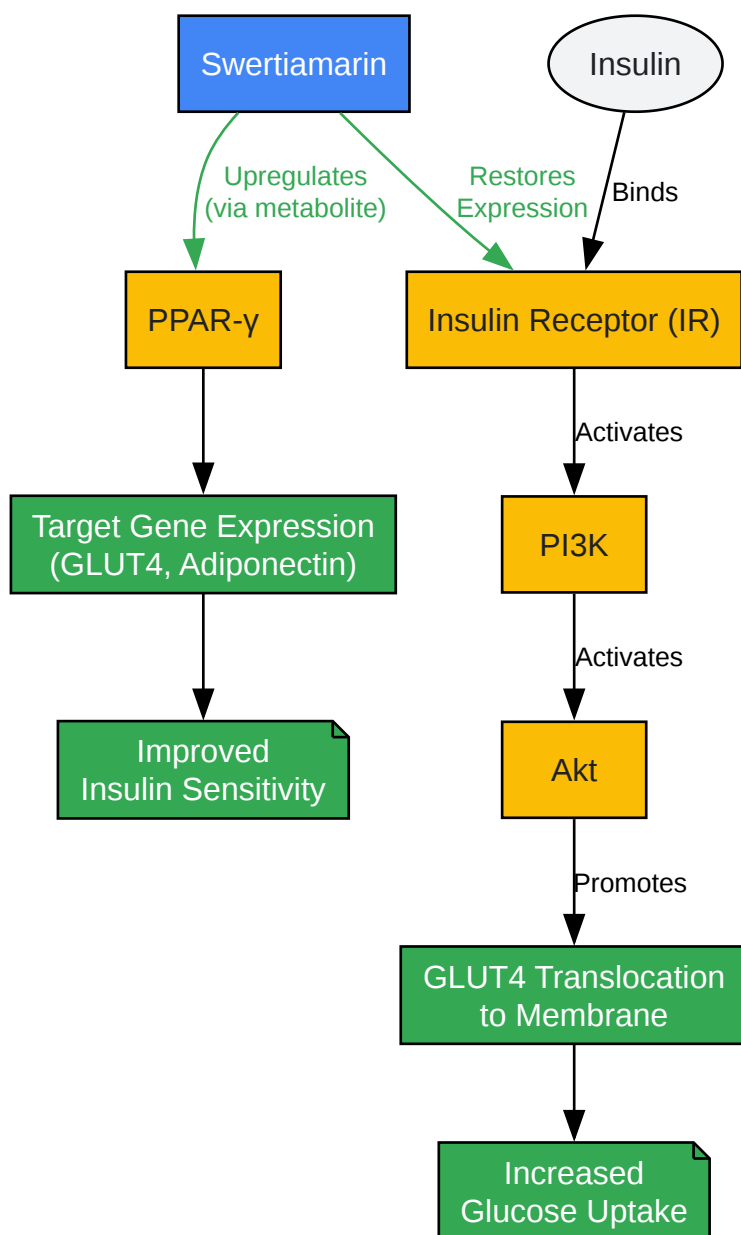 Swertiamarin
Insulin
Upregulates
(via metabolite)
Restores
Expression
Binds
PPAR-γ
Insulin Receptor (IR)
Activates
Target Gene Expression
(GLUT4, Adiponectin)
PI3K
Activates
Improved
Insulin Sensitivity
Akt
Promotes
GLUT4 Translocation
to Membrane
Increased
Glucose Uptake